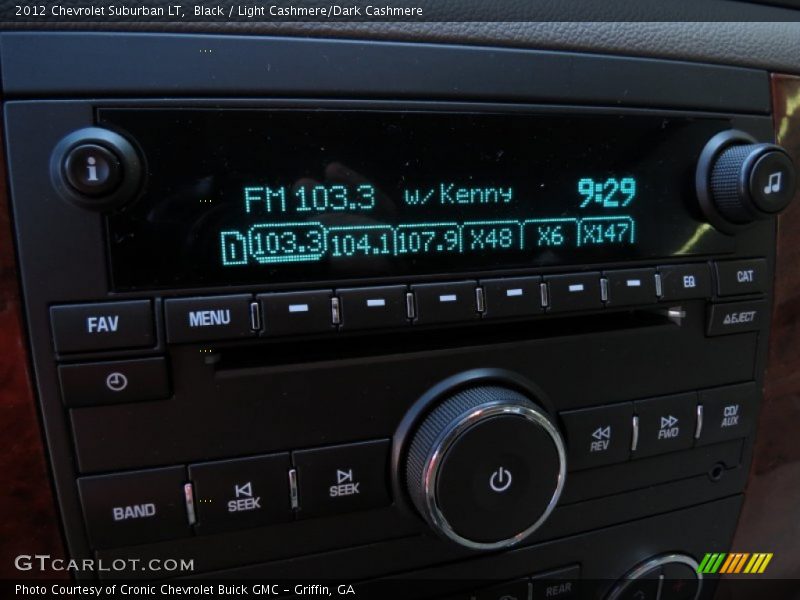 2012 Chevrolet Suburban LT, Black / Light Cashmere/Dark Cashmere
i
FM 103.3 w/Kenny 9:29
103.3 104.1 107.9 X48 X6 X147
FAV MENU EQ CAT
EJECT
BAND SEEK SEEK REV FWD CD/AUX
REAR
GTCARLOT.COM
Photo Courtesy of Cronic Chevrolet Buick GMC - Griffin, GA